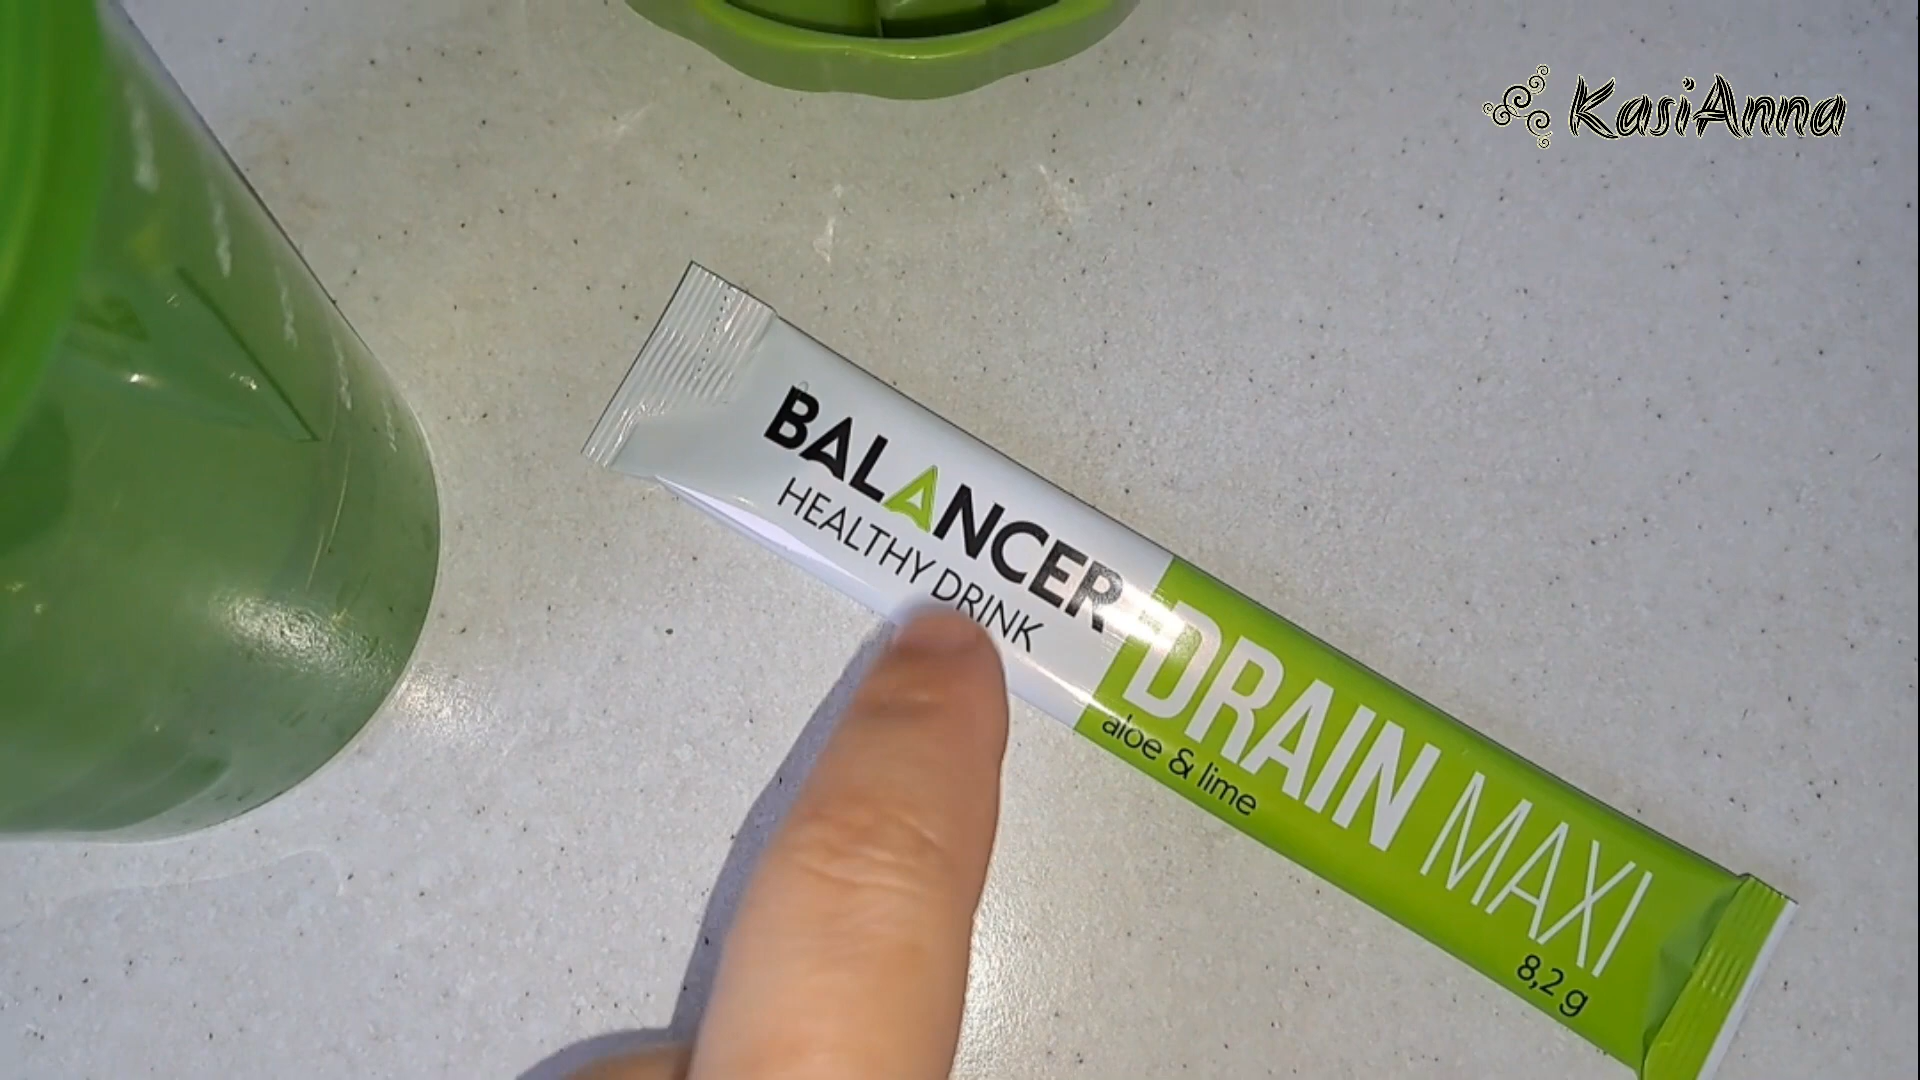 KasiAnna
BALANCER
HEALTHY DRINK
DRAIN MAXI
aloe & lime
8,2 g